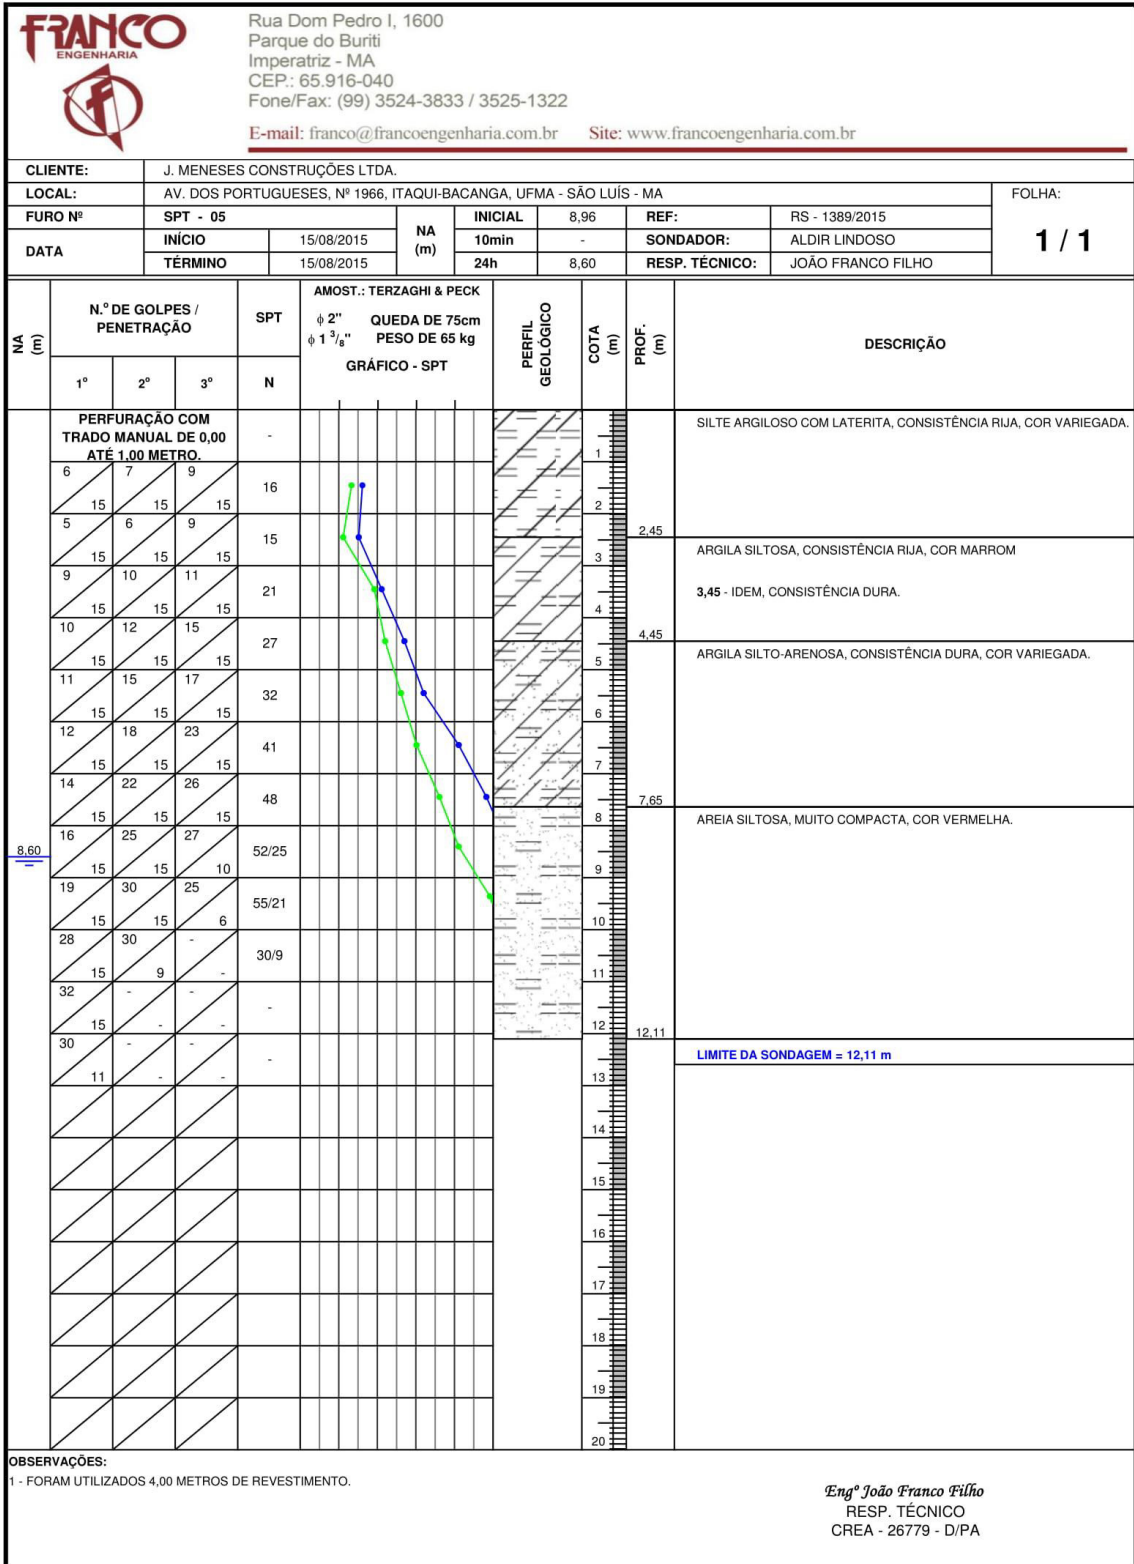 FRANCO
ENGENHARIA
Rua Dom Pedro I, 1600
Parque do Buriti
Imperatriz - MA
CEP.: 65.916-040
Fone/Fax: (99) 3524-3833 / 3525-1322
E-mail: franco@francoengenharia.com.br Site: www.francoengenharia.com.br
CLIENTE: J. MENESES CONSTRUÇÕES LTDA.
LOCAL: AV. DOS PORTUGUESES, Nº 1966, ITAQUI-BACANGA, UFMA - SÃO LUÍS - MA
FOLHA:
1 / 1
FURO Nº SPT - 05 NA (m) INICIAL 8,96 REF: RS - 1389/2015
DATA INÍCIO 15/08/2015 10min - SONDADOR: ALDIR LINDOSO
TÉRMINO 15/08/2015 24h 8,60 RESP. TÉCNICO: JOÃO FRANCO FILHO
NA (m)
N.º DE GOLPES /
PENETRAÇÃO
1º 2º 3º
SPT
N
AMOST.: TERZAGHI & PECK
ϕ 2" QUEDA DE 75cm
ϕ 1 3/8" PESO DE 65 kg
GRÁFICO - SPT
PERFIL
GEOLÓGICO
COTA
(m)
PROF.
(m)
DESCRIÇÃO
PERFURAÇÃO COM
TRADO MANUAL DE 0,00
ATÉ 1,00 METRO.
-
1
SILTE ARGILOSO COM LATERITA, CONSISTÊNCIA RIJA, COR VARIEGADA.
6 7 9
15 15 15
16
2
2,45
5 6 9
15 15 15
15
3
ARGILA SILTOSA, CONSISTÊNCIA RIJA, COR MARROM
9 10 11
15 15 15
21
4
3,45 - IDEM, CONSISTÊNCIA DURA.
4,45
10 12 15
15 15 15
27
5
ARGILA SILTO-ARENOSA, CONSISTÊNCIA DURA, COR VARIEGADA.
11 15 17
15 15 15
32
6
12 18 23
15 15 15
41
7
14 22 26
15 15 15
48
7,65
8
AREIA SILTOSA, MUITO COMPACTA, COR VERMELHA.
8,60
16 25 27
15 15 10
52/25
9
19 30 25
15 15 6
55/21
10
28 30 -
15 9 -
30/9
11
32 - -
15 - -
-
12
12,11
30 - -
11 - -
-
13
LIMITE DA SONDAGEM = 12,11 m
14
15
16
17
18
19
20
OBSERVAÇÕES:
1 - FORAM UTILIZADOS 4,00 METROS DE REVESTIMENTO.
Engº João Franco Filho
RESP. TÉCNICO
CREA - 26779 - D/PA